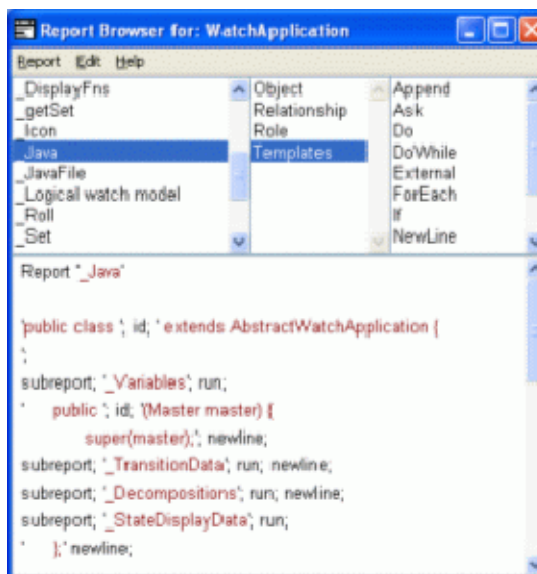 Report Browser for: WatchApplication
Report Edit Help
_DisplayFns
_getSet
_Icon
_Java
_JavaFile
_Logical watch model
_Roll
_Set
Object
Relationship
Role
Templates
Append
Ask
Do
Do'While
External
ForEach
If
NewLine
Report '_Java'
'public class '; id; ' extends AbstractWatchApplication {
';
subreport; '_Variables'; run;
' public '; id; '(Master master) {
super(master);'; newline;
subreport; '_TransitionData'; run; newline;
subreport; '_Decompositions'; run; newline;
subreport; '_StateDisplayData'; run;
' };' newline;